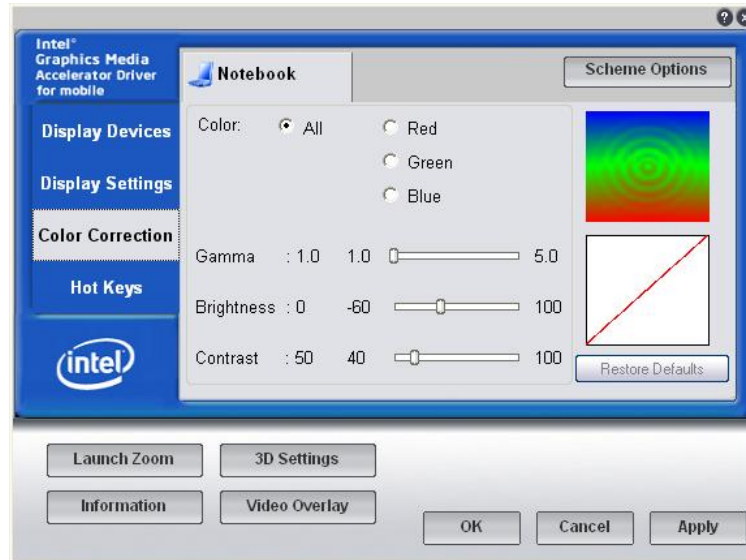 Intel®
Graphics Media
Accelerator Driver
for mobile
Notebook
Scheme Options
Display Devices
Display Settings
Color Correction
Hot Keys
intel
Color: All Red
Green
Blue
Gamma : 1.0 1.0 5.0
Brightness : 0 -60 100
Contrast : 50 40 100
Restore Defaults
Launch Zoom 3D Settings
Information Video Overlay
OK Cancel Apply